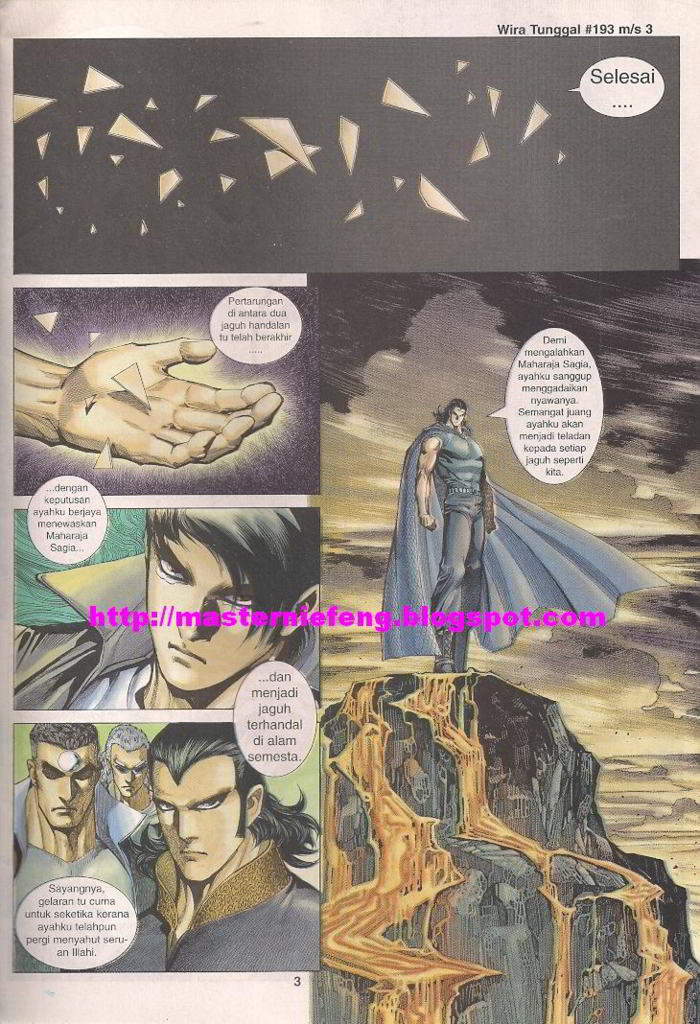 Wira Tunggal #193 m/s 3
Selesai
....
Pertarungan
di antara dua
jaguh handalan
tu telah berakhir
.....
Demi
mengalahkan
Maharaja Sagia,
ayahku sanggup
menggadaikan
nyawanya.
Semangat juang
ayahku akan
menjadi teladan
kepada setiap
jaguh seperti
kita.
...dengan
keputusan
ayahku berjaya
menewaskan
Maharaja
Sagia...
http://masterniefeng.blogspot.com
...dan
menjadi
jaguh
terhandal
di alam
semesta.
Sayangnya,
gelaran tu cuma
untuk seketika kerana
ayahku telahpun
pergi menyahut seru-
an Illahi.
3